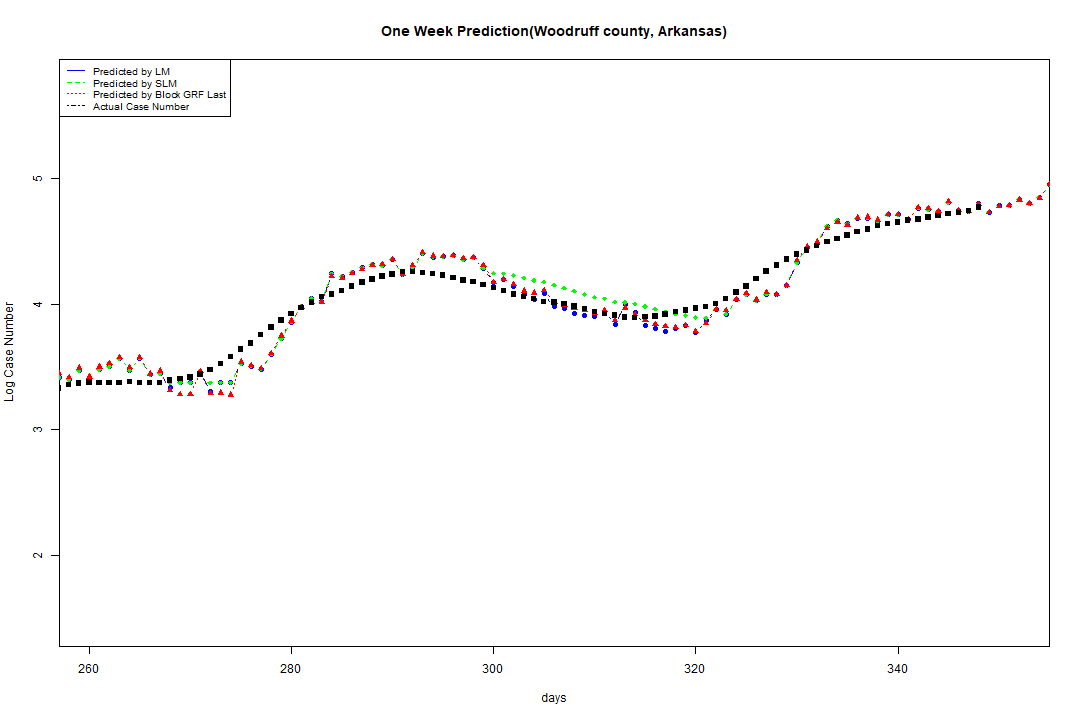 One Week Prediction(Woodruff county, Arkansas)
Predicted by LM
Predicted by SLM
Predicted by Block GRF Last
Actual Case Number
5
4
3
2
Log Case Number
260 280 300 320 340
days